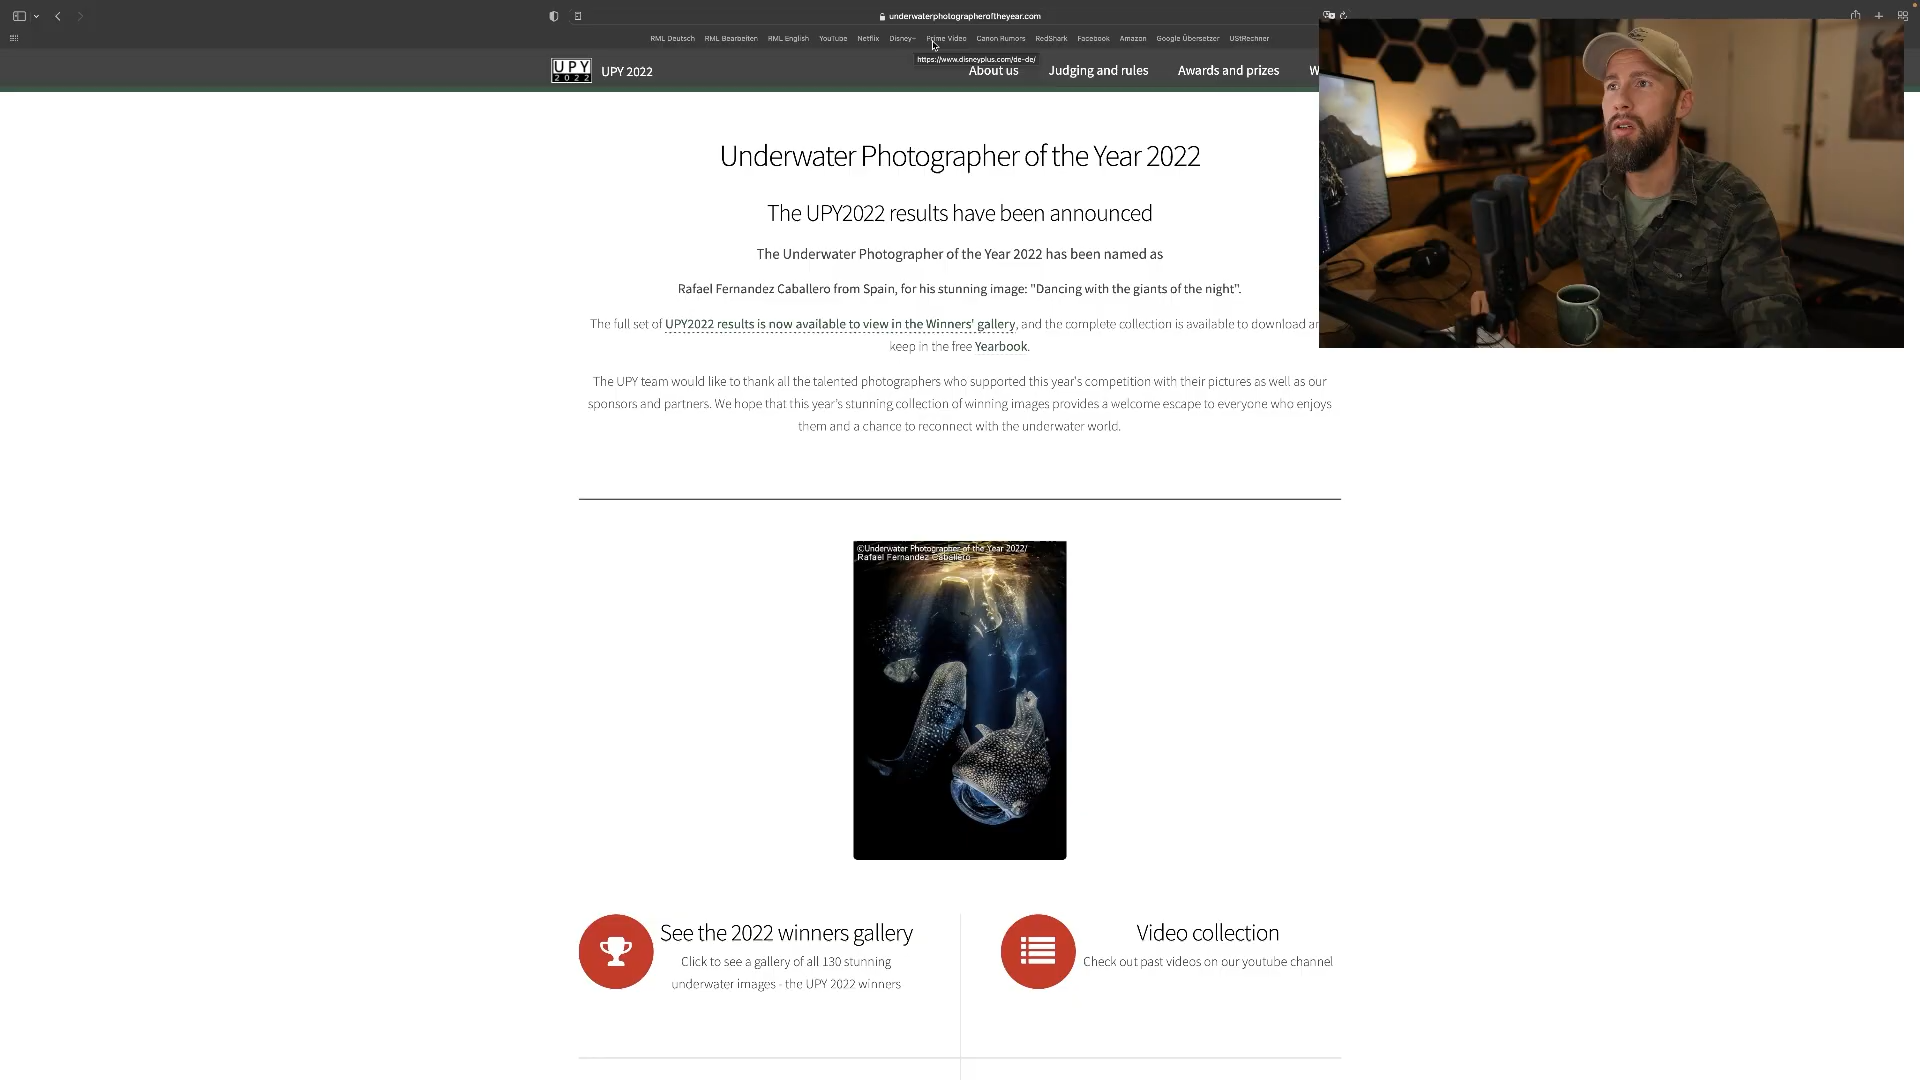 underwaterphotographeroftheyear.com
RML Deutsch RML Bearbeiten RML English YouTube Netflix Disney+ Prime Video Canon Rumors RedShark Facebook Amazon Google Übersetzer UStRechner
https://www.disneyplus.com/de-de/
UPY
2022
UPY 2022
About us Judging and rules Awards and prizes W
Underwater Photographer of the Year 2022
The UPY2022 results have been announced
The Underwater Photographer of the Year 2022 has been named as
Rafael Fernandez Caballero from Spain, for his stunning image: "Dancing with the giants of the night".
The full set of UPY2022 results is now available to view in the Winners' gallery, and the complete collection is available to download an
keep in the free Yearbook.
The UPY team would like to thank all the talented photographers who supported this year's competition with their pictures as well as our
sponsors and partners. We hope that this year's stunning collection of winning images provides a welcome escape to everyone who enjoys
them and a chance to reconnect with the underwater world.
©Underwater Photographer of the Year 2022/
Rafael Fernandez Caballero
See the 2022 winners gallery
Click to see a gallery of all 130 stunning
underwater images - the UPY 2022 winners
Video collection
Check out past videos on our youtube channel